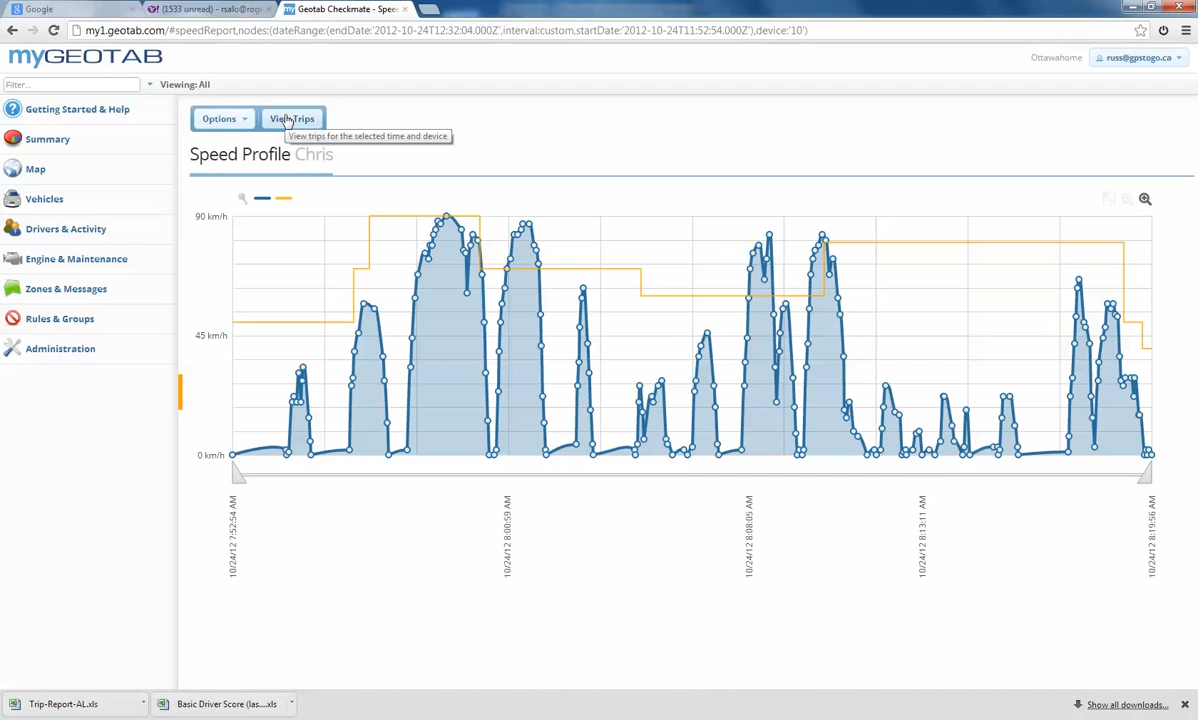 Google
(1533 unread) - rsalo@rog
Geotab Checkmate - Spee
my1.geotab.com/#speedReport,nodes:(dateRange:(endDate:'2012-10-24T12:32:04.000Z',interval:custom,startDate:'2012-10-24T11:52:54.000Z'),device:'10')
myGEOTAB
Ottawahome
russ@gpstogo.ca
Filter...
Viewing: All
Getting Started & Help
Summary
Map
Vehicles
Drivers & Activity
Engine & Maintenance
Zones & Messages
Rules & Groups
Administration
Options
View Trips
View trips for the selected time and device
Speed Profile Chris
90 km/h
45 km/h
0 km/h
10/24/12 7:52:54 AM
10/24/12 8:00:59 AM
10/24/12 8:08:05 AM
10/24/12 8:13:11 AM
10/24/12 8:19:56 AM
Trip-Report-AL.xls
Basic Driver Score (las....xls
Show all downloads...